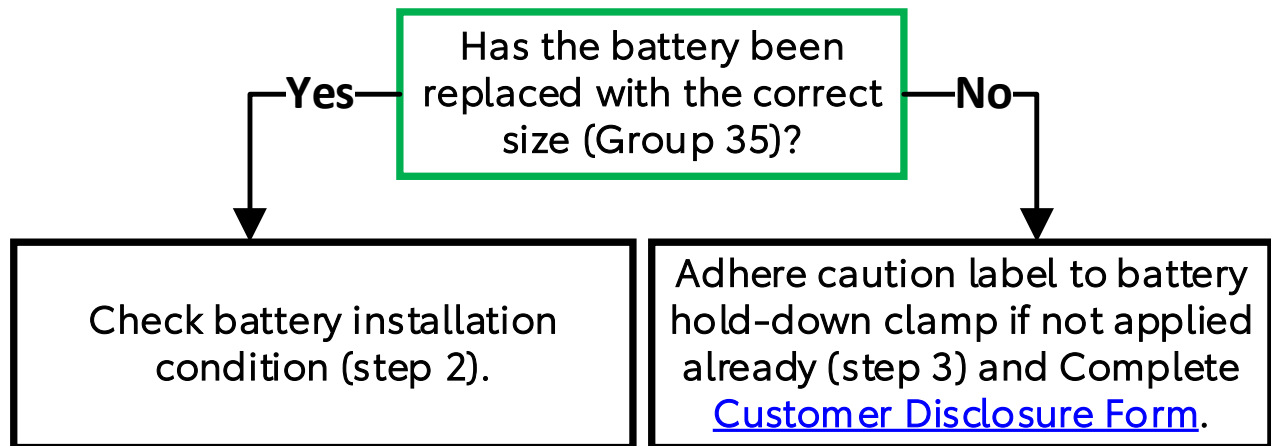 Has the battery been
replaced with the correct
size (Group 35)?
Yes
No
Check battery installation
condition (step 2).
Adhere caution label to battery
hold-down clamp if not applied
already (step 3) and Complete
Customer Disclosure Form.